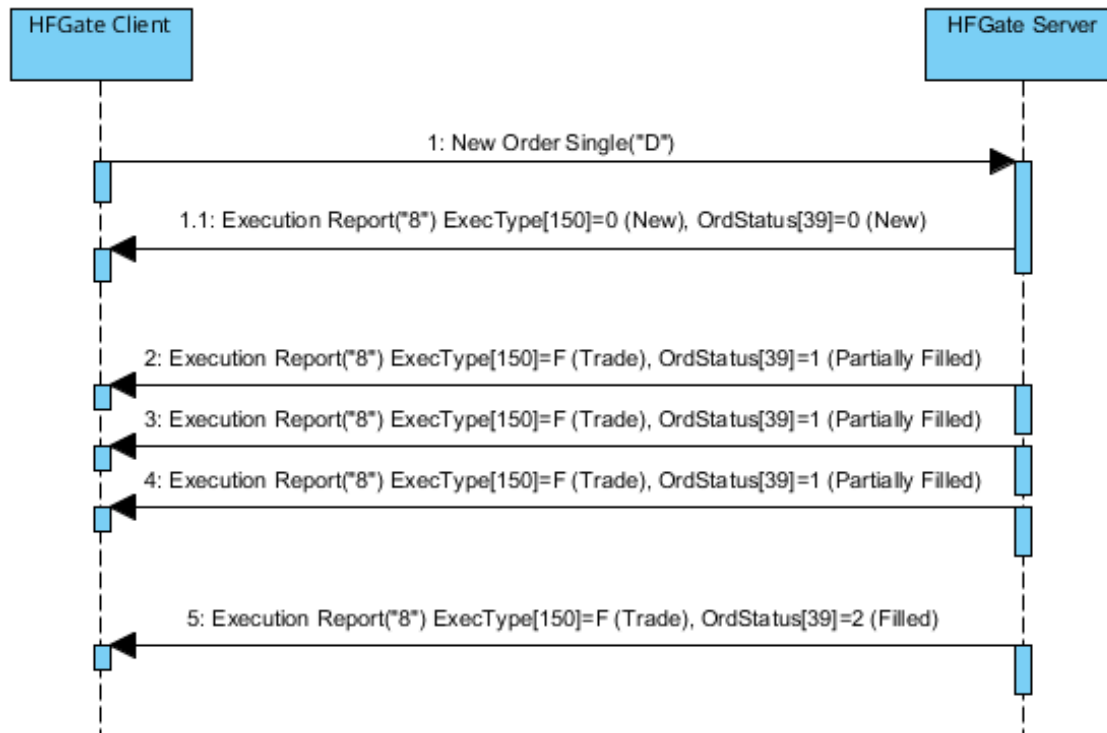 HFGate Client
HFGate Server
1: New Order Single("D")
1.1: Execution Report("8") ExecType[150]=0 (New), OrdStatus[39]=0 (New)
2: Execution Report("8") ExecType[150]=F (Trade), OrdStatus[39]=1 (Partially Filled)
3: Execution Report("8") ExecType[150]=F (Trade), OrdStatus[39]=1 (Partially Filled)
4: Execution Report("8") ExecType[150]=F (Trade), OrdStatus[39]=1 (Partially Filled)
5: Execution Report("8") ExecType[150]=F (Trade), OrdStatus[39]=2 (Filled)